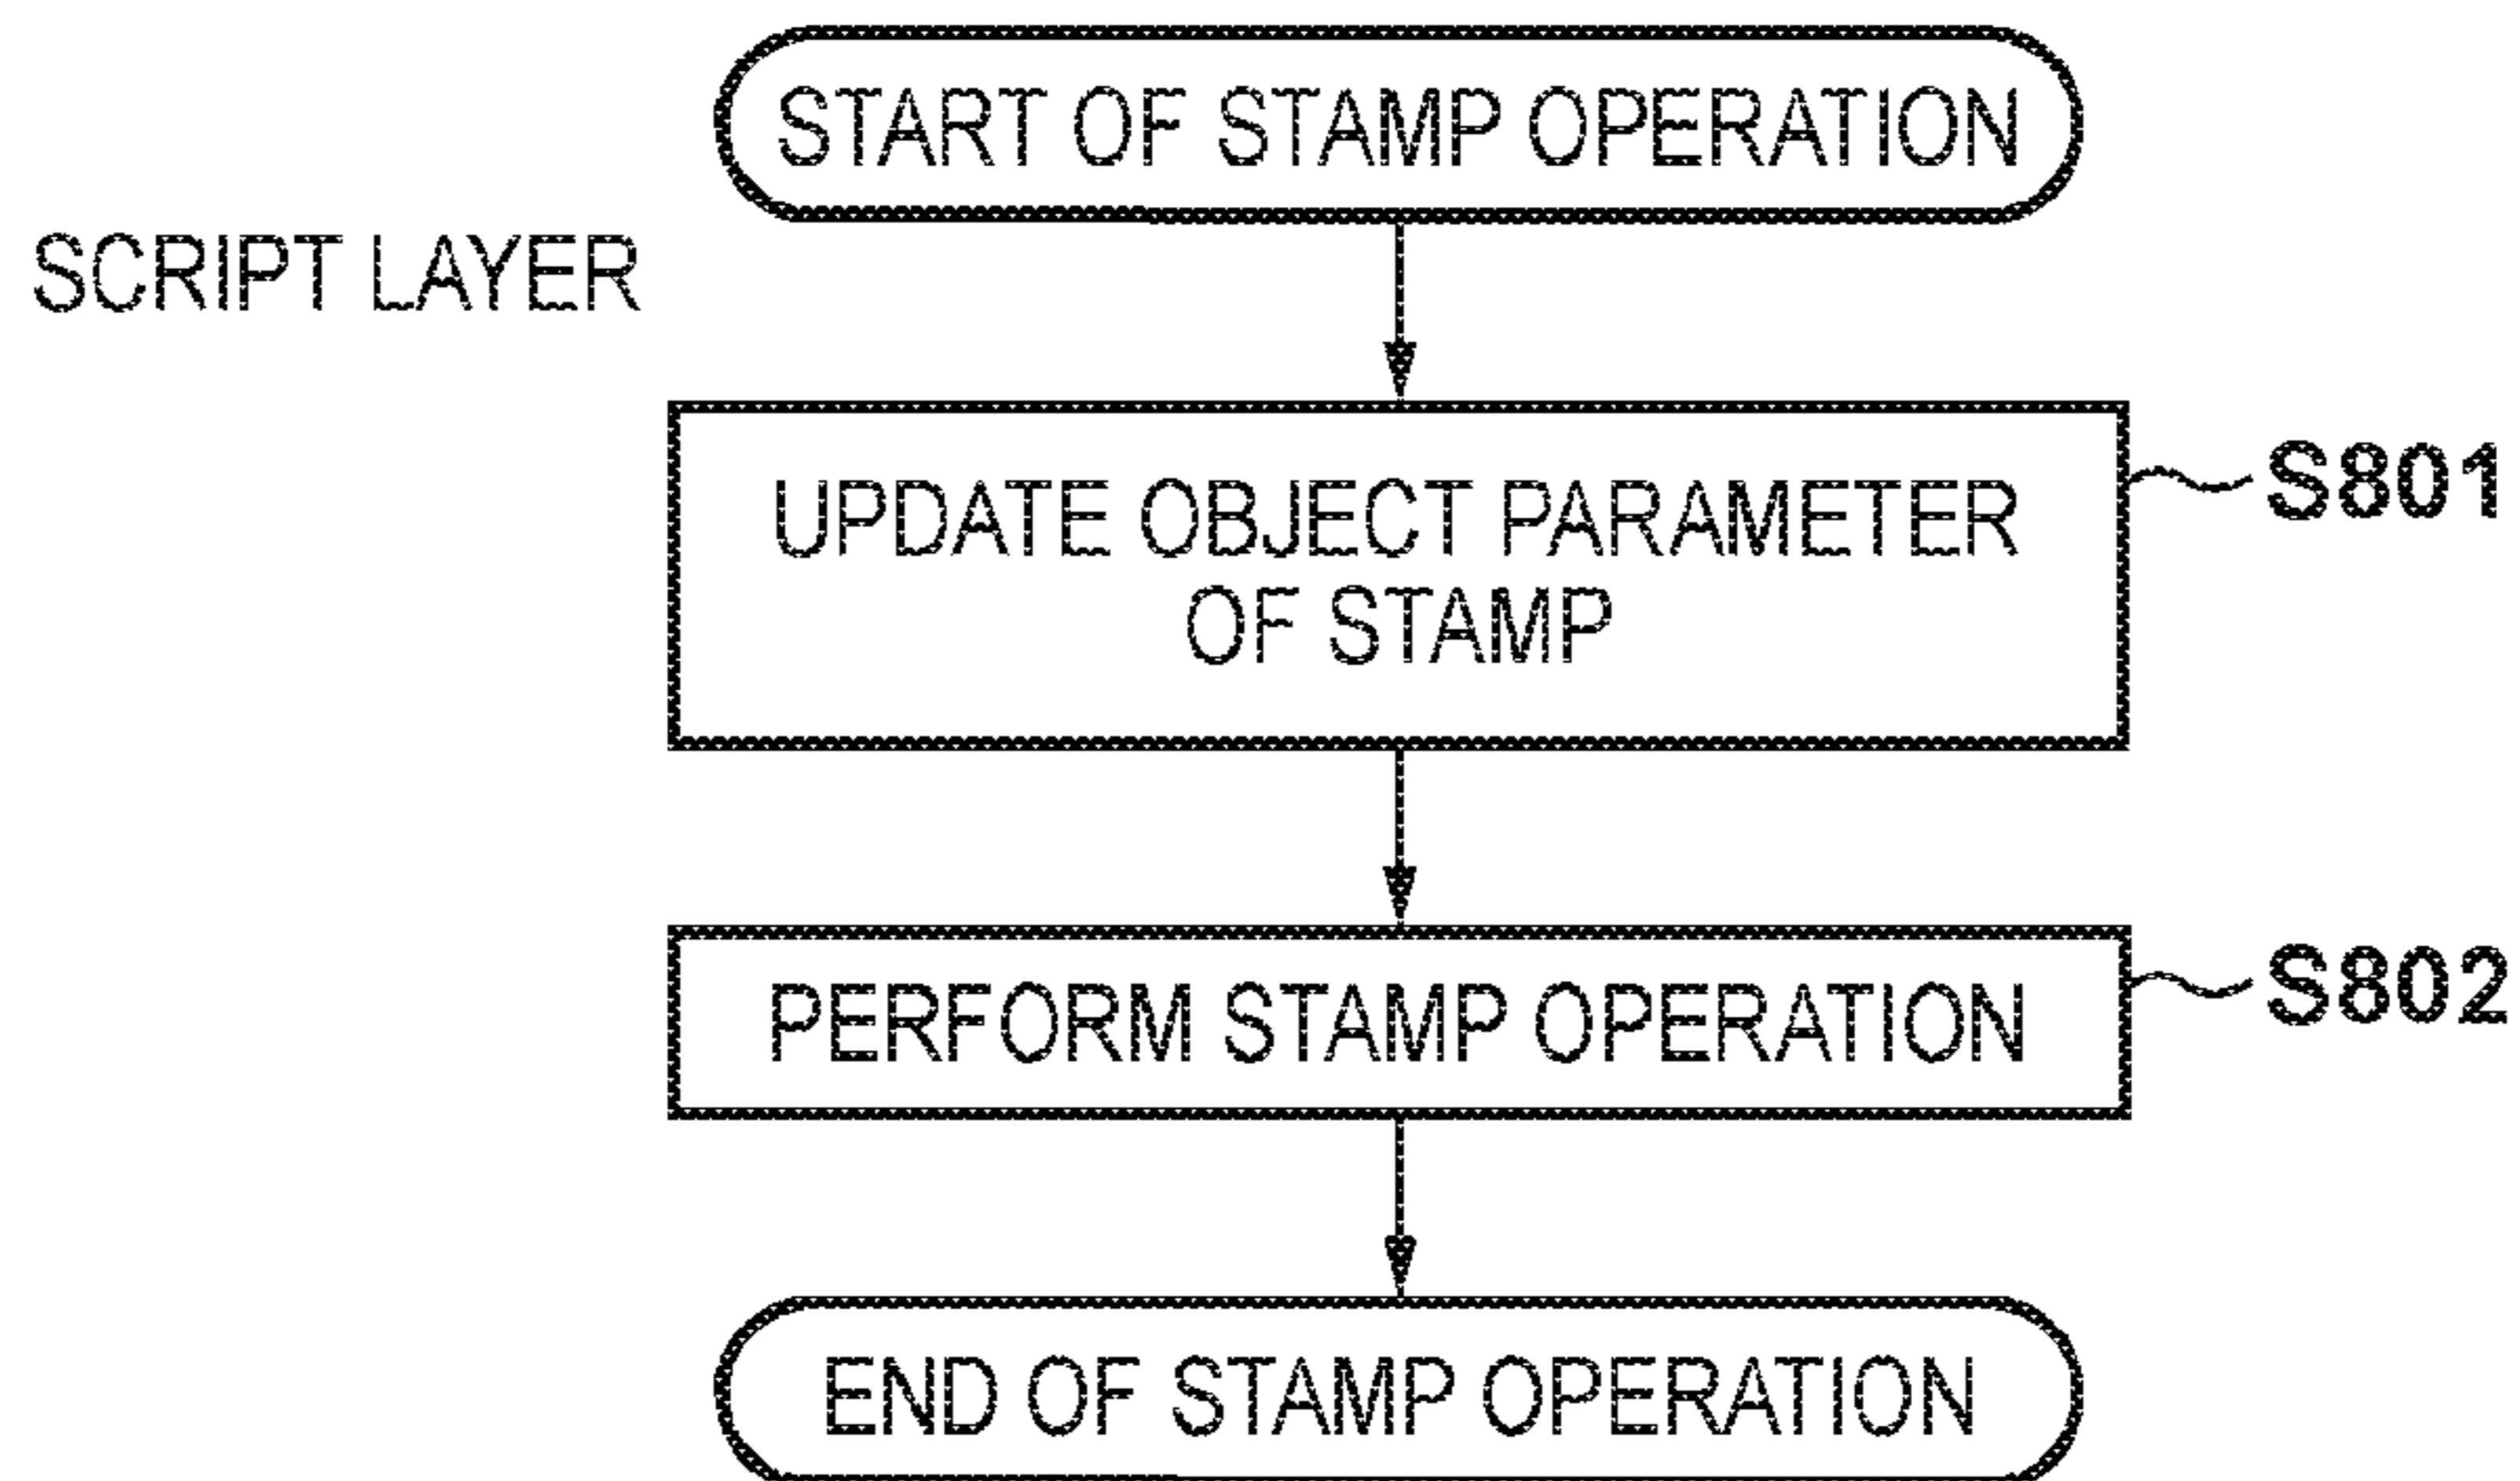 START OF STAMP OPERATION
SCRIPT LAYER
UPDATE OBJECT PARAMETER
OF STAMP
S801
PERFORM STAMP OPERATION
S802
END OF STAMP OPERATION